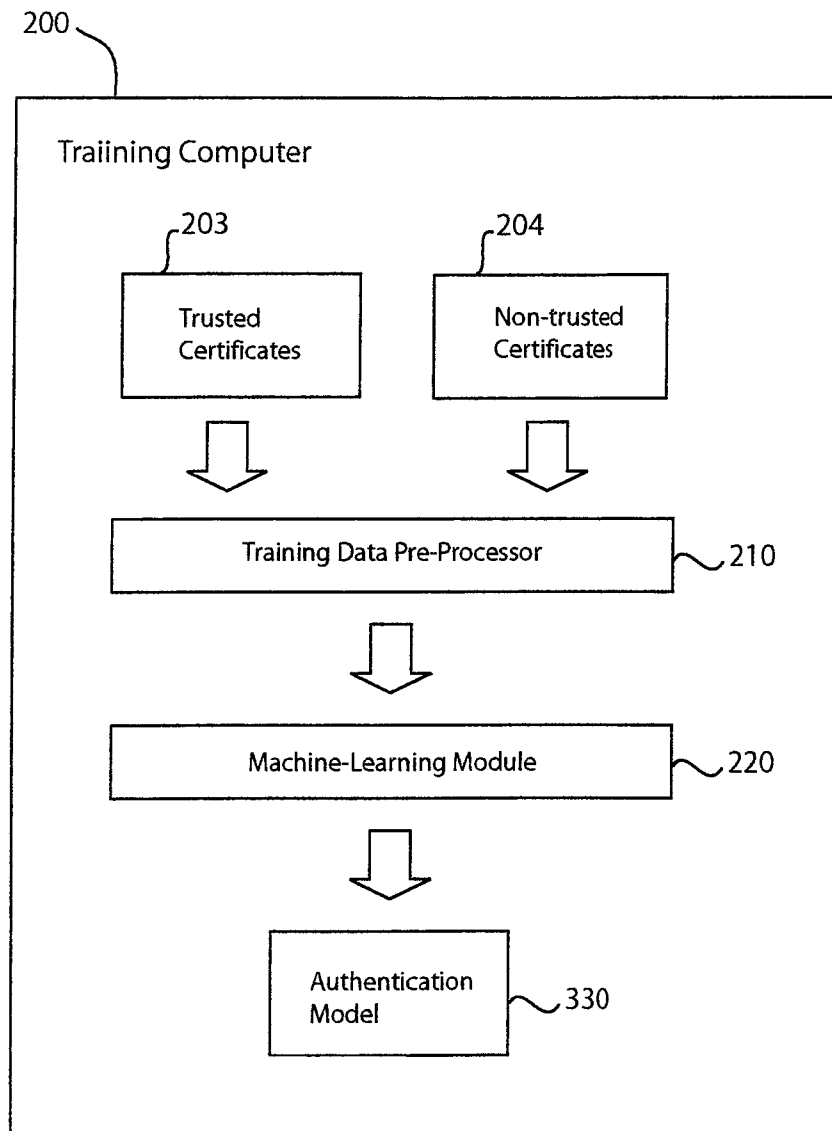 200
Traiining Computer
203
204
Trusted
Certificates
Non-trusted
Certificates
Training Data Pre-Processor
210
Machine-Learning Module
220
Authentication
Model
330